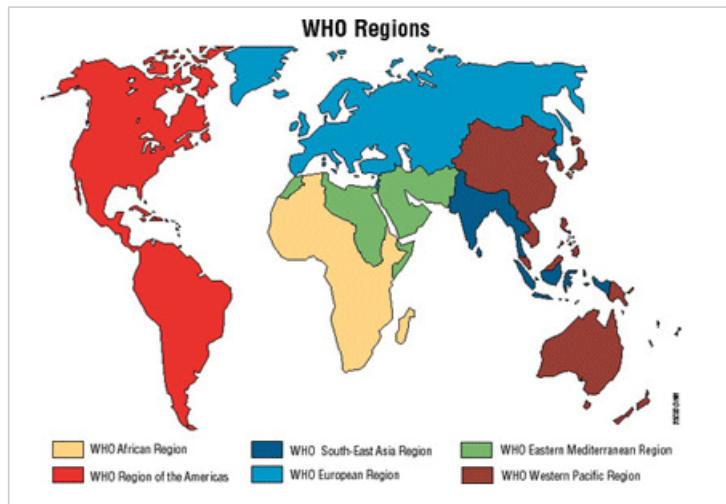 WHO Regions
WHO African Region
WHO South-East Asia Region
WHO Eastern Mediterranean Region
WHO Region of the Americas
WHO European Region
WHO Western Pacific Region